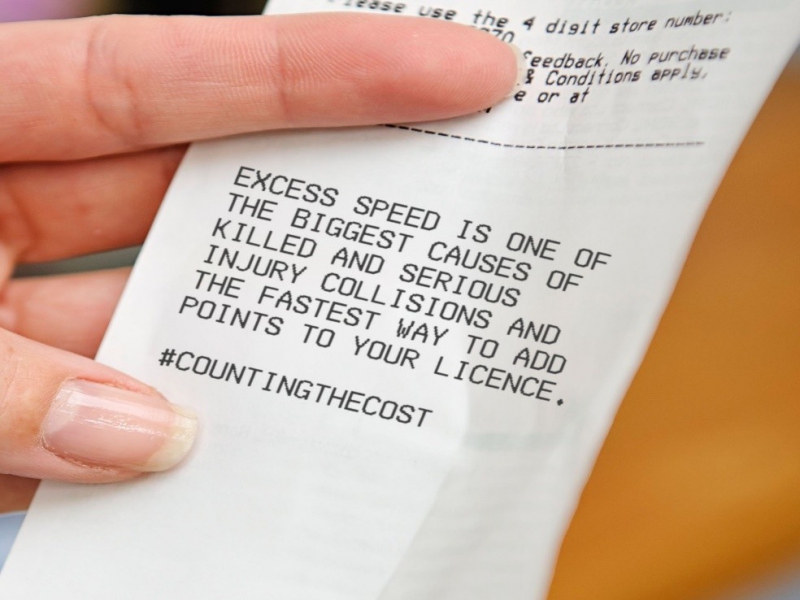 Please use the 4 digit store number:
feedback. No purchase
& Conditions apply,
e or at
EXCESS SPEED IS ONE OF
THE BIGGEST CAUSES OF
KILLED AND SERIOUS
INJURY COLLISIONS AND
THE FASTEST WAY TO ADD
POINTS TO YOUR LICENCE.
#COUNTINGTHECOST